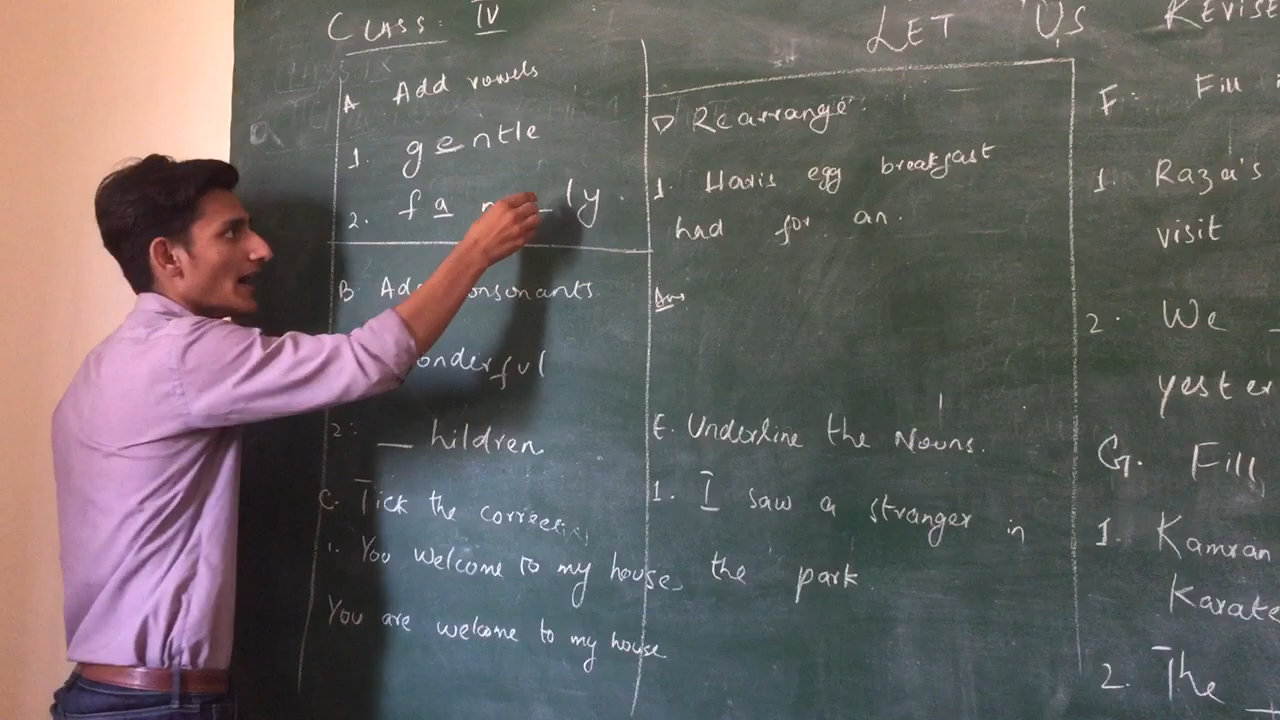 CLASS: IV
LET US REVISE
A Add vowels
1. gentle
2. fa _ly.
B. Add consonants
onderful
2. _ hildren
C. Tick the correct
1. You welcome to my house
You are welcome to my house
D Rearrange:
1. Haris egg breakfast
had for an.
Ans
E. Underline the Nouns.
1. I saw a stranger in
the park
F. Fill
1. Raza's
visit
2. We _
yester
G. Fill
1. Kamran
Karate
2. The _